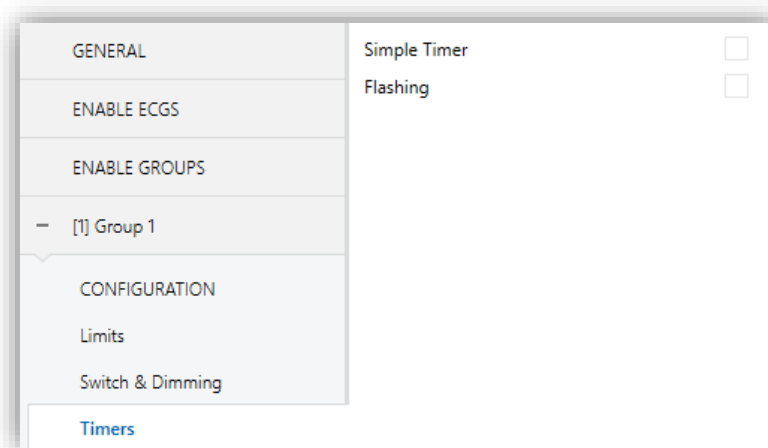 GENERAL
ENABLE ECGS
ENABLE GROUPS
[1] Group 1
CONFIGURATION
Limits
Switch & Dimming
Timers
Simple Timer
Flashing